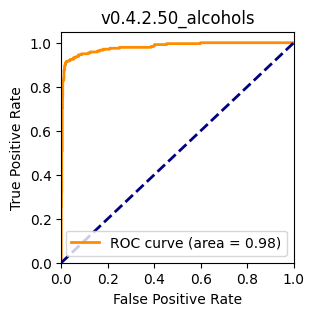 v0.4.2.50_alcohols
True Positive Rate
1.0
0.8
0.6
0.4
0.2
0.0
ROC curve (area = 0.98)
0.0 0.2 0.4 0.6 0.8 1.0
False Positive Rate